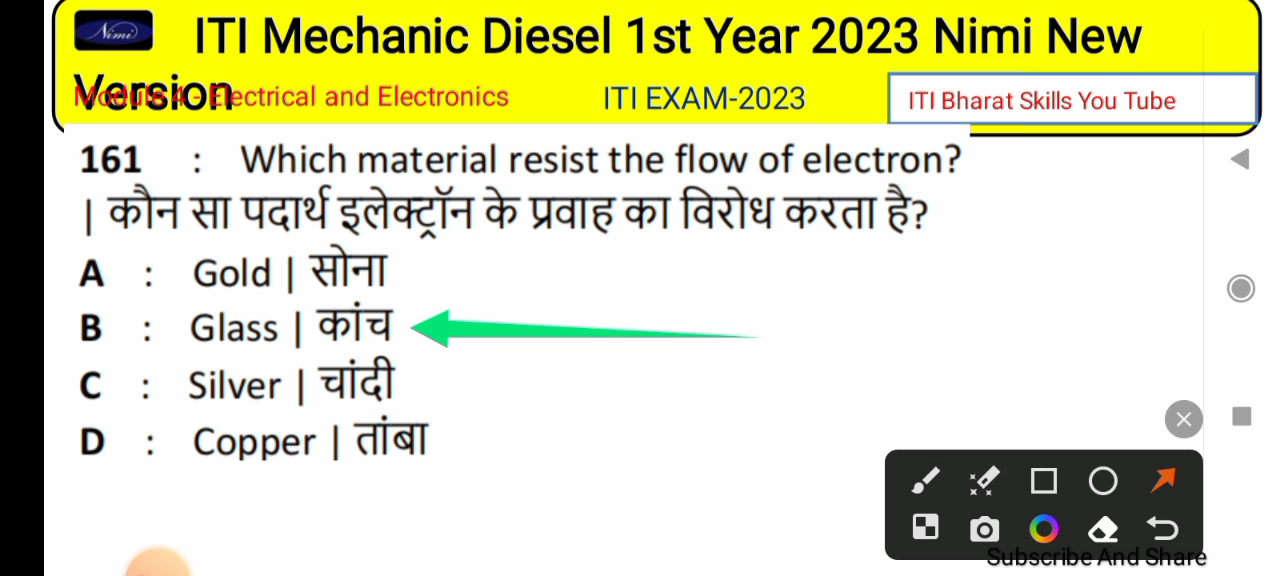 Nimi ITI Mechanic Diesel 1st Year 2023 Nimi New
Version
Module 4 - Electrical and Electronics ITI EXAM-2023 ITI Bharat Skills You Tube
161 : Which material resist the flow of electron?
| कौन सा पदार्थ इलेक्ट्रॉन के प्रवाह का विरोध करता है?
A : Gold | सोना
B : Glass | कांच
C : Silver | चांदी
D : Copper | तांबा
Subscribe And Share